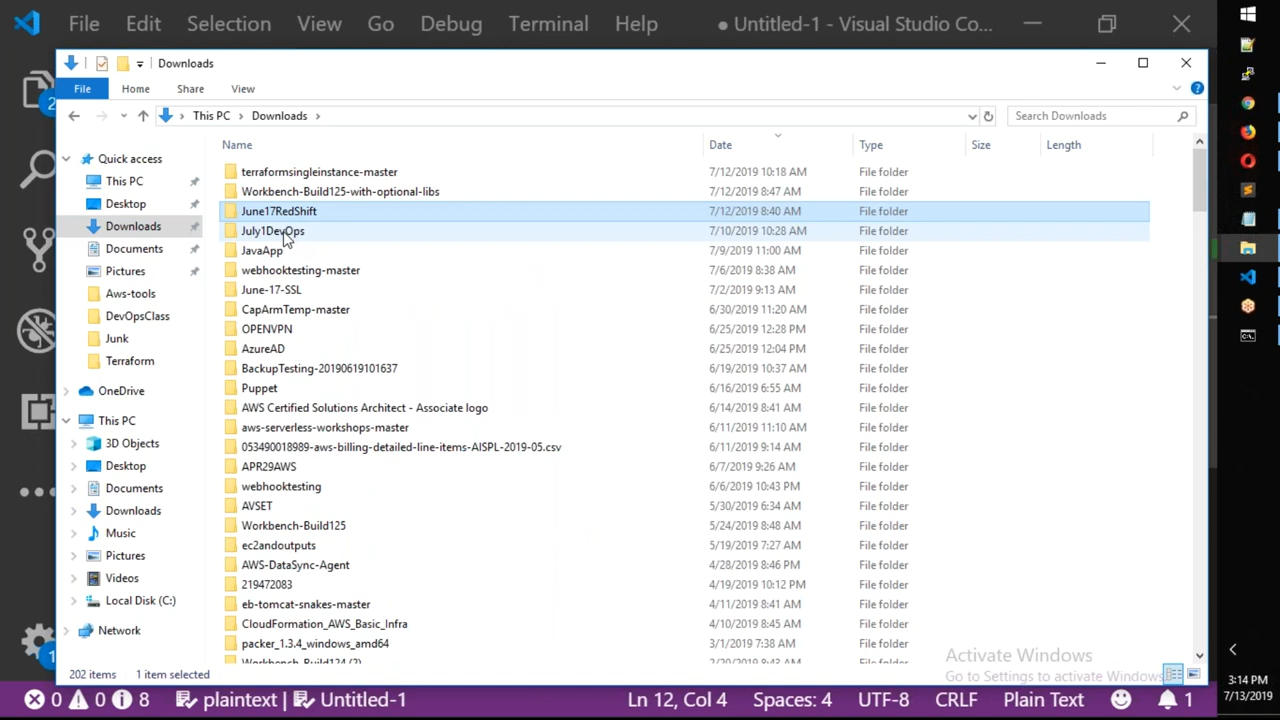 File Edit Selection View Go Debug Terminal Help ● Untitled-1 - Visual Studio Co...
Downloads
File Home Share View
This PC > Downloads > Search Downloads
Name Date Type Size Length
Quick access
This PC
Desktop
Downloads
Documents
Pictures
Aws-tools
DevOpsClass
Junk
Terraform
OneDrive
This PC
3D Objects
Desktop
Documents
Downloads
Music
Pictures
Videos
Local Disk (C:)
Network
terraformsingleinstance-master 7/12/2019 10:18 AM File folder
Workbench-Build125-with-optional-libs 7/12/2019 8:47 AM File folder
June17RedShift 7/12/2019 8:40 AM File folder
July1DevOps 7/10/2019 10:28 AM File folder
JavaApp 7/9/2019 11:00 AM File folder
webhooktesting-master 7/6/2019 8:38 AM File folder
June-17-SSL 7/2/2019 9:13 AM File folder
CapArmTemp-master 6/30/2019 11:20 AM File folder
OPENVPN 6/25/2019 12:28 PM File folder
AzureAD 6/25/2019 12:04 PM File folder
BackupTesting-20190619101637 6/19/2019 10:37 AM File folder
Puppet 6/16/2019 6:55 AM File folder
AWS Certified Solutions Architect - Associate logo 6/14/2019 8:41 AM File folder
aws-serverless-workshops-master 6/11/2019 11:10 AM File folder
053490018989-aws-billing-detailed-line-items-AISPL-2019-05.csv 6/11/2019 9:14 AM File folder
APR29AWS 6/7/2019 9:26 AM File folder
webhooktesting 6/6/2019 10:43 PM File folder
AVSET 5/30/2019 6:34 AM File folder
Workbench-Build125 5/24/2019 8:48 AM File folder
ec2andoutputs 5/19/2019 7:27 AM File folder
AWS-DataSync-Agent 4/28/2019 8:46 PM File folder
219472083 4/19/2019 10:12 PM File folder
eb-tomcat-snakes-master 4/11/2019 8:41 AM File folder
CloudFormation_AWS_Basic_Infra 4/10/2019 8:45 AM File folder
packer_1.3.4_windows_amd64 3/1/2019 7:38 AM File folder
Workbench-Build124 (2) 2/20/2019 8:43 AM File folder
Activate Windows
Go to Settings to activate Windows
202 items 1 item selected
0 0 8 plaintext | Untitled-1 Ln 12, Col 4 Spaces: 4 UTF-8 CRLF Plain Text 1
2
1
3:14 PM
7/13/2019